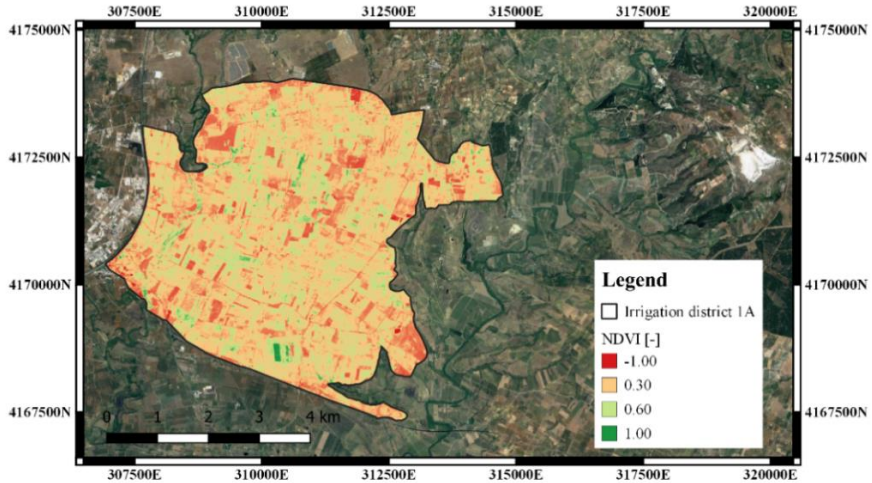 307500E 310000E 312500E 315000E 317500E 320000E
4175000N 4175000N
4172500N 4172500N
4170000N 4170000N
Legend
Irrigation district 1A
NDVI [-]
-1.00
0.30
0.60
1.00
4167500N 4167500N
0 1 2 3 4 km
307500E 310000E 312500E 315000E 317500E 320000E